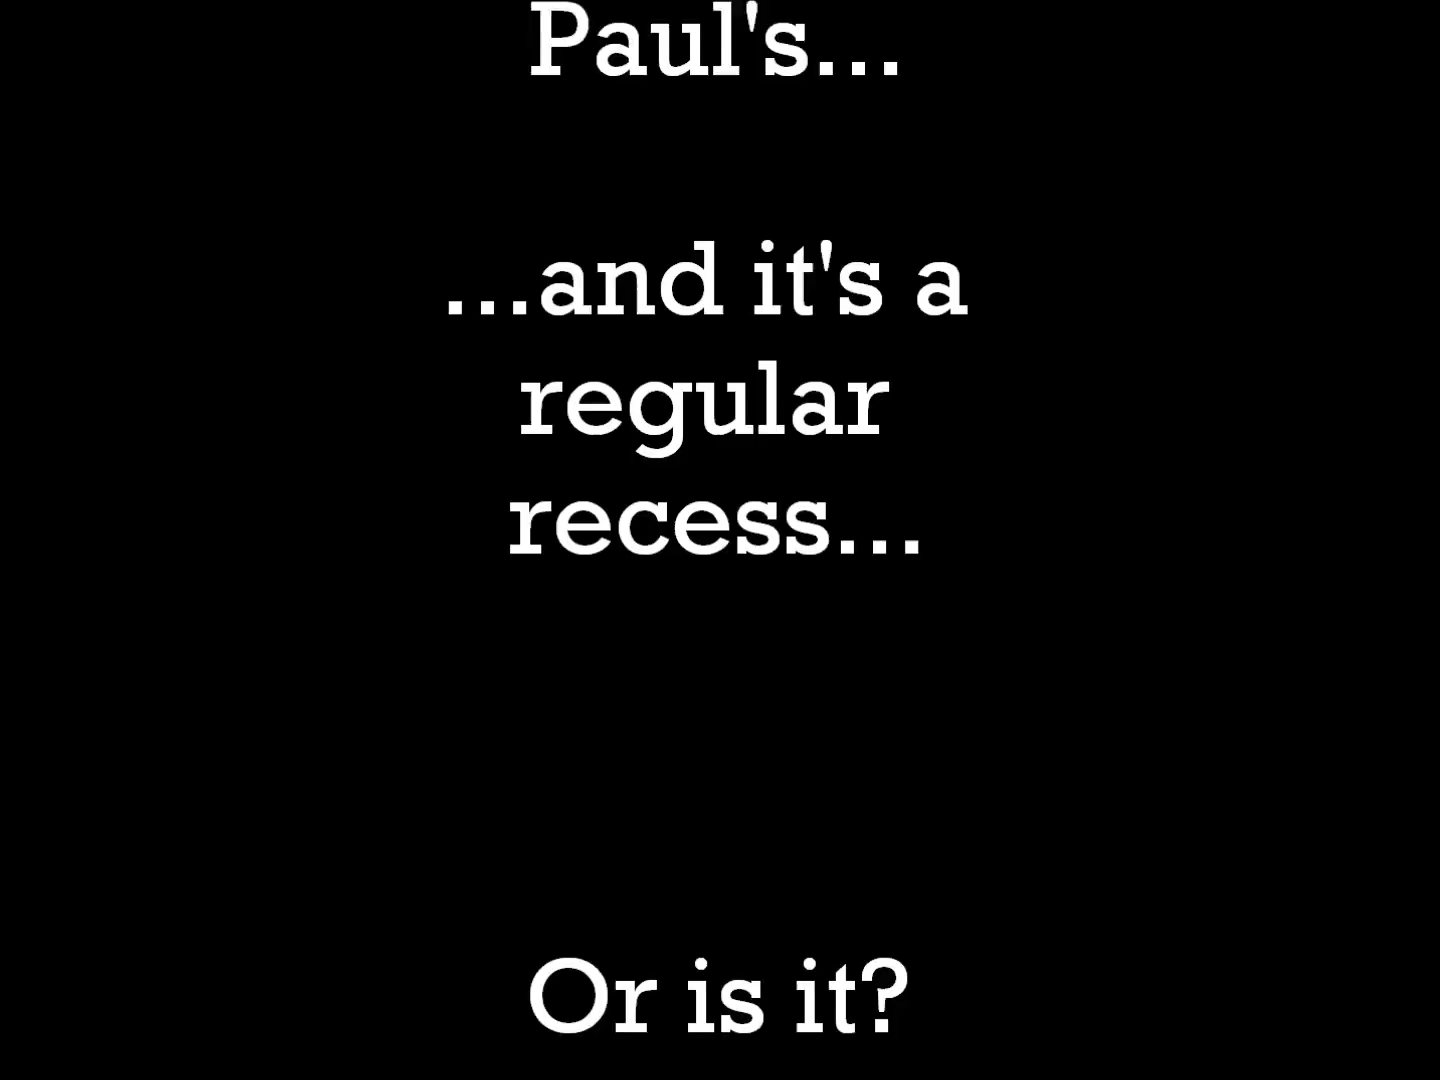 Paul's...
...and it's a
regular
recess...
Or is it?